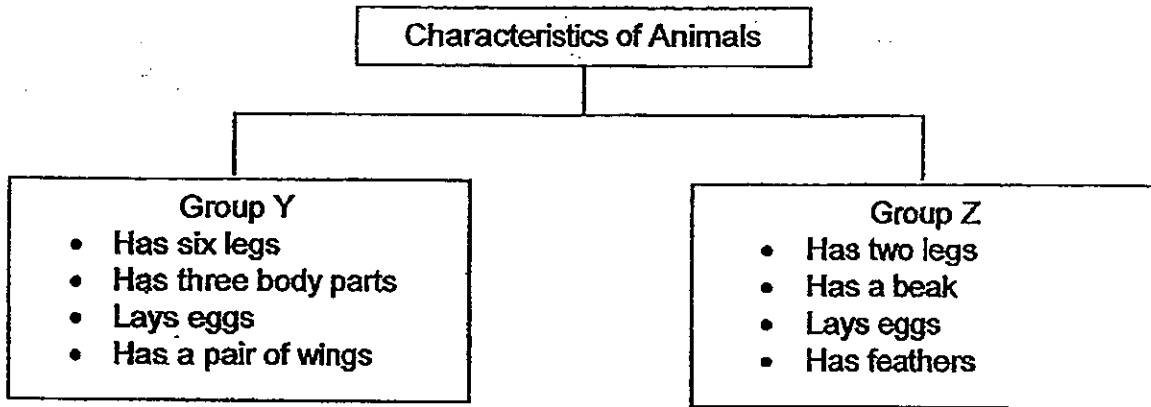 Characteristics of Animals
Group Y
• Has six legs
• Has three body parts
• Lays eggs
• Has a pair of wings
Group Z
• Has two legs
• Has a beak
• Lays eggs
• Has feathers